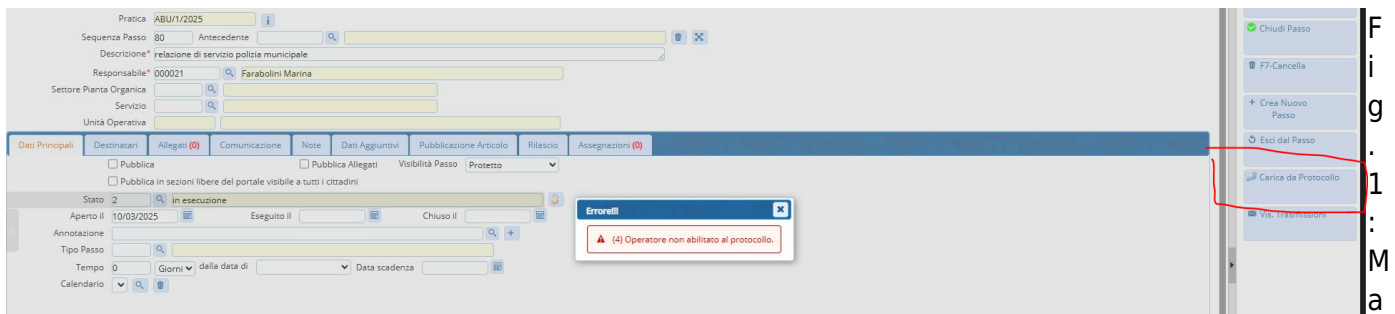 Pratica ABU/1/2025 i
Sequenza Passo 80 Antecedente
Descrizione* relazione di servizio polizia municipale
Responsabile* 000021 Farabolini Marina
Settore Pianta Organica
Servizio
Unità Operativa
Dati Principali Destinatari Allegati (0) Comunicazione Note Dati Aggiuntivi Pubblicazione Articolo Rilascio Assegnazioni (0)
Pubblica Pubblica Allegati Visibilità Passo Protetto
Pubblica in sezioni libere del portale visibile a tutti i cittadini
Stato 2 in esecuzione
Aperto il 10/03/2025 Eseguito il Chiuso il
Annotazione
Tipo Passo
Tempo 0 Giorni dalla data di Data scadenza
Calendario
Errore!!!
(4) Operatore non abilitato al protocollo.
Chiudi Passo
F7-Cancella
+ Crea Nuovo
Passo
Esci dal Passo
Carica da Protocollo
Vis. Trasmissioni
F
i
g
.
1
:
M
a